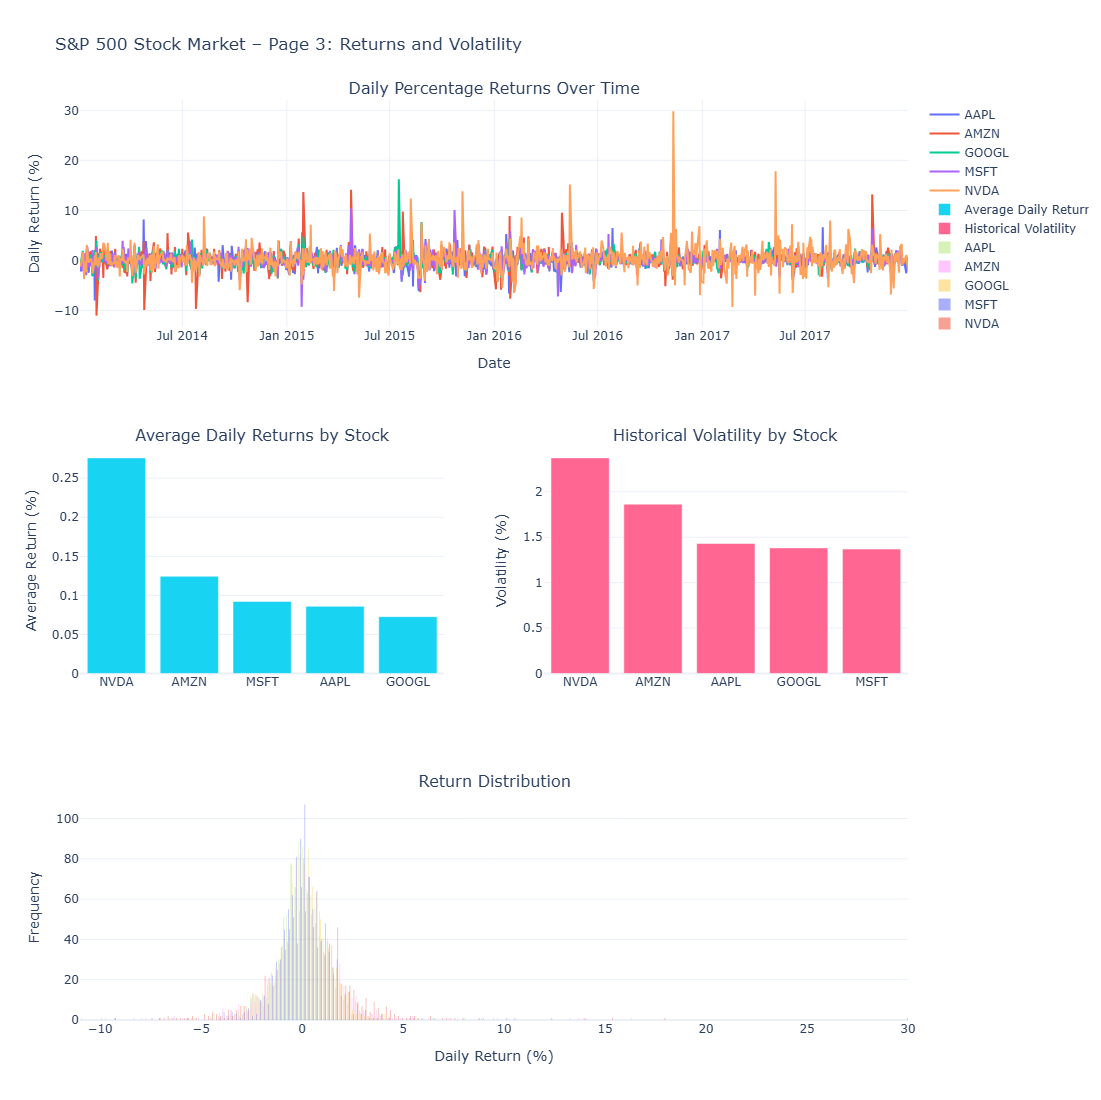 S&P 500 Stock Market – Page 3: Returns and Volatility
Daily Percentage Returns Over Time
Daily Return (%)
30
20
10
0
−10
Jul 2014
Jan 2015
Jul 2015
Jan 2016
Jul 2016
Jan 2017
Jul 2017
Date
AAPL
AMZN
GOOGL
MSFT
NVDA
Average Daily Returr
Historical Volatility
AAPL
AMZN
GOOGL
MSFT
NVDA
Average Daily Returns by Stock
Average Return (%)
0.25
0.2
0.15
0.1
0.05
0
NVDA
AMZN
MSFT
AAPL
GOOGL
Historical Volatility by Stock
Volatility (%)
2
1.5
1
0.5
0
NVDA
AMZN
AAPL
GOOGL
MSFT
Return Distribution
Frequency
100
80
60
40
20
0
−10
−5
0
5
10
15
20
25
30
Daily Return (%)